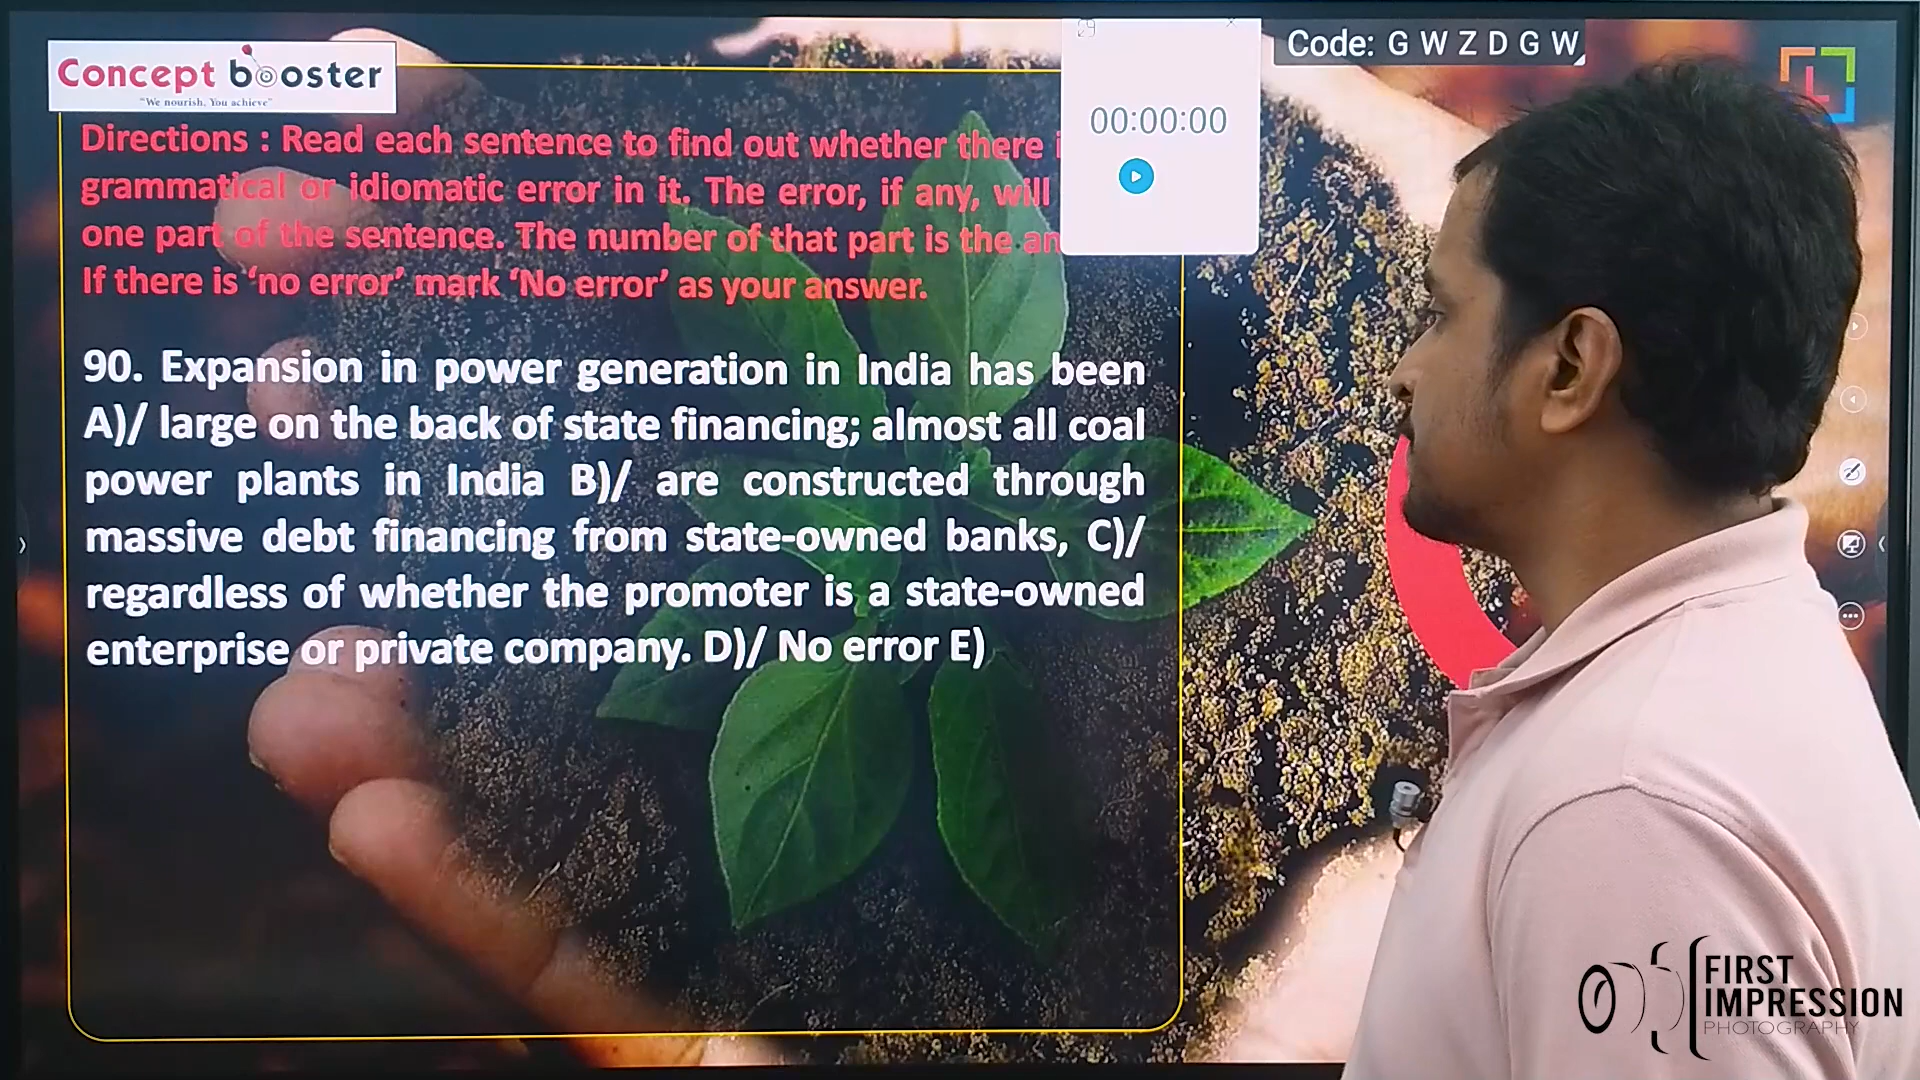 Concept booster
"We nourish, You achieve"
00:00:00
Code: G W Z D G W
Directions : Read each sentence to find out whether there
grammatical or idiomatic error in it. The error, if any, will
one part of the sentence. The number of that part is the
If there is ‘no error’ mark ‘No error’ as your answer.
90. Expansion in power generation in India has been
A)/ large on the back of state financing; almost all coal
power plants in India B)/ are constructed through
massive debt financing from state-owned banks, C)/
regardless of whether the promoter is a state-owned
enterprise or private company. D)/ No error E)
FIRST
IMPRESSION
PHOTOGRAPHY